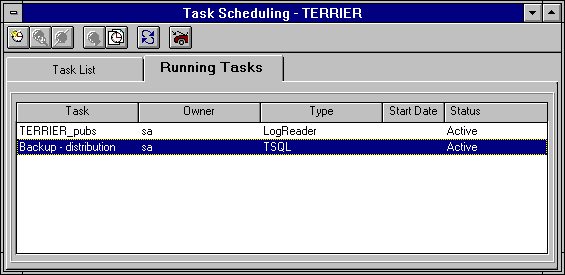 Task Scheduling - TERRIER
Task List Running Tasks
Task Owner Type Start Date Status
TERRIER_pubs sa LogReader Active
Backup - distribution sa TSQL Active